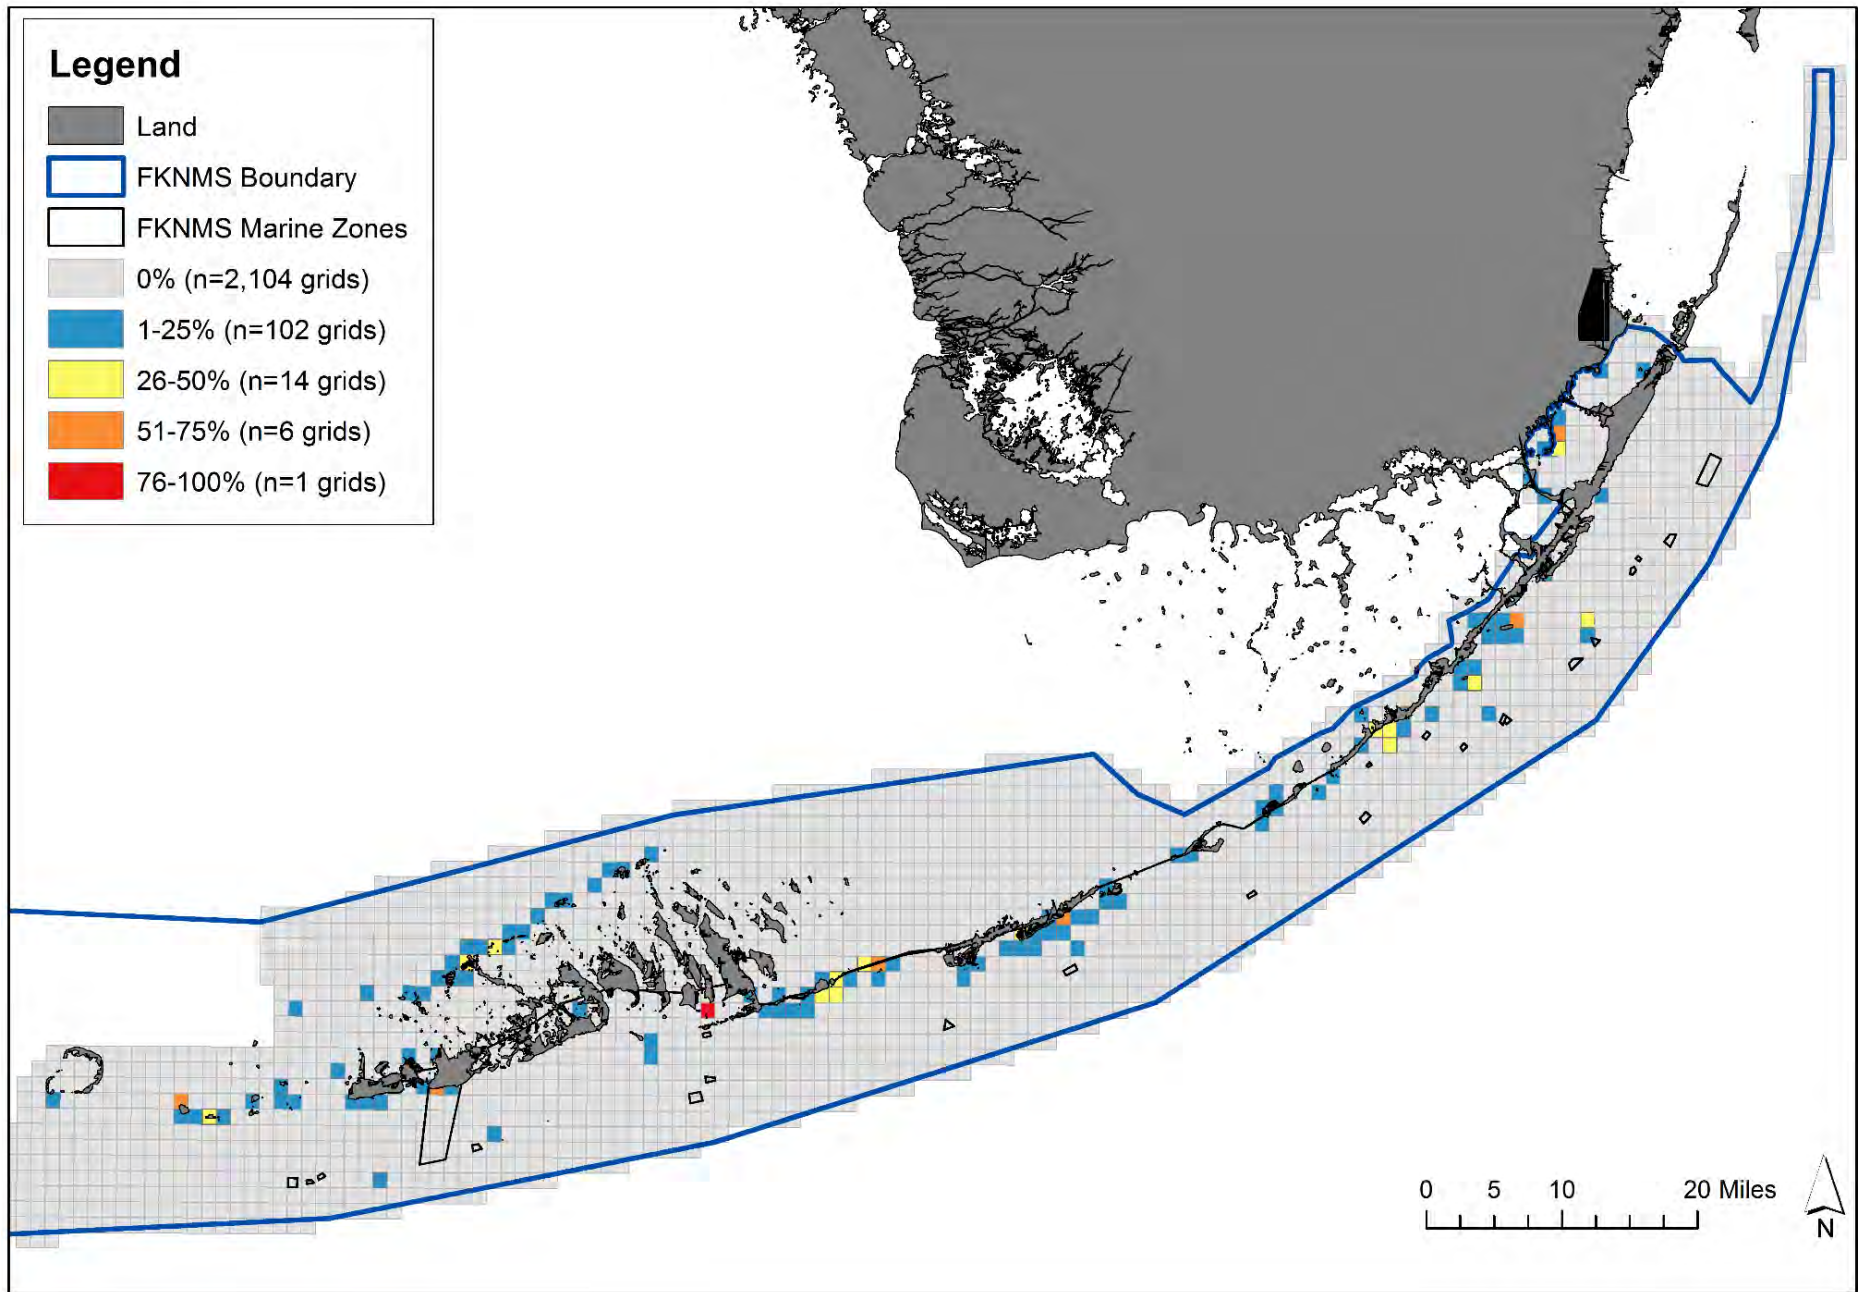 Legend
Land
FKNMS Boundary
FKNMS Marine Zones
0% (n=2,104 grids)
1-25% (n=102 grids)
26-50% (n=14 grids)
51-75% (n=6 grids)
76-100% (n=1 grids)
0 5 10 20 Miles
N